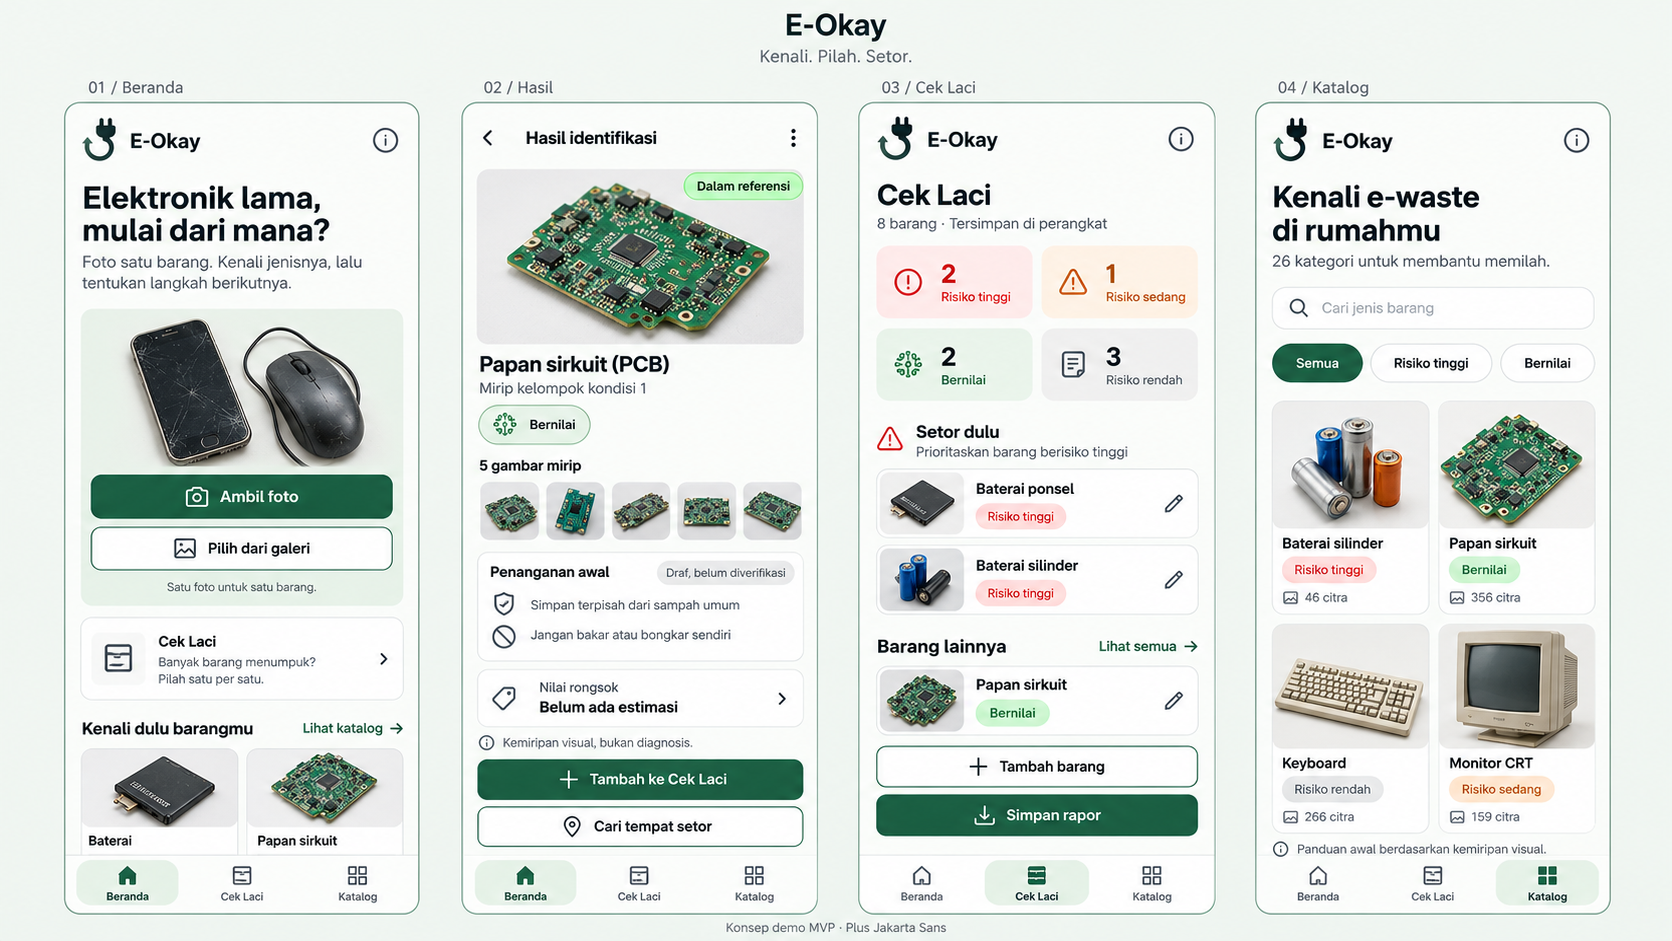 E-Okay
Kenali. Pilah. Setor.
01 / Beranda
E-Okay
Elektronik lama,
mulai dari mana?
Foto satu barang. Kenali jenisnya, lalu
tentukan langkah berikutnya.
Ambil foto
Pilih dari galeri
Satu foto untuk satu barang.
Cek Laci
Banyak barang menumpuk?
Pilah satu per satu.
Kenali dulu barangmu
Lihat katalog
Baterai
Papan sirkuit
Beranda
Cek Laci
Katalog
02 / Hasil
Hasil identifikasi
Dalam referensi
Papan sirkuit (PCB)
Mirip kelompok kondisi 1
Bernilai
5 gambar mirip
Penanganan awal
Draf, belum diverifikasi
Simpan terpisah dari sampah umum
Jangan bakar atau bongkar sendiri
Nilai rongsok
Belum ada estimasi
Kemiripan visual, bukan diagnosis.
Tambah ke Cek Laci
Cari tempat setor
Beranda
Cek Laci
Katalog
03 / Cek Laci
E-Okay
Cek Laci
8 barang · Tersimpan di perangkat
2
Risiko tinggi
1
Risiko sedang
2
Bernilai
3
Risiko rendah
Setor dulu
Prioritaskan barang berisiko tinggi
Baterai ponsel
Risiko tinggi
Baterai silinder
Risiko tinggi
Barang lainnya
Lihat semua
Papan sirkuit
Bernilai
Tambah barang
Simpan rapor
Beranda
Cek Laci
Katalog
04 / Katalog
E-Okay
Kenali e-waste
di rumahmu
26 kategori untuk membantu memilah.
Cari jenis barang
Semua
Risiko tinggi
Bernilai
Baterai silinder
Risiko tinggi
46 citra
Papan sirkuit
Bernilai
356 citra
Keyboard
Risiko rendah
266 citra
Monitor CRT
Risiko sedang
159 citra
Panduan awal berdasarkan kemiripan visual.
Beranda
Cek Laci
Katalog
Konsep demo MVP · Plus Jakarta Sans